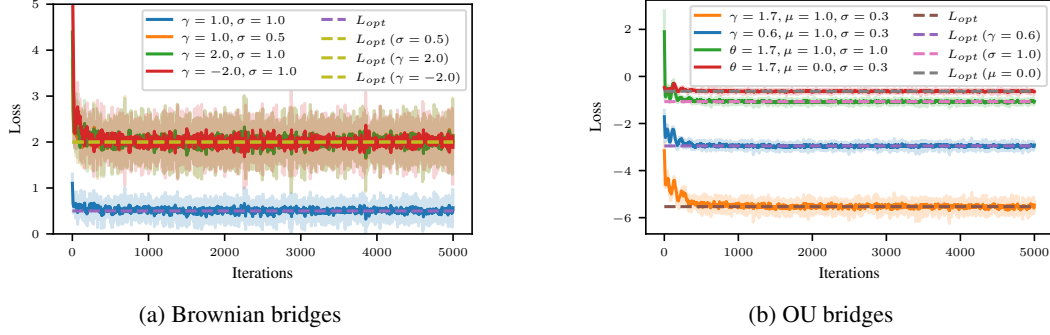 γ = 1.0, σ = 1.0
γ = 1.0, σ = 0.5
γ = 2.0, σ = 1.0
γ = −2.0, σ = 1.0
L_opt
L_opt (σ = 0.5)
L_opt (γ = 2.0)
L_opt (γ = −2.0)
5
4
3
2
1
0
Loss
0 1000 2000 3000 4000 5000
Iterations
(a) Brownian bridges
γ = 1.7, μ = 1.0, σ = 0.3
γ = 0.6, μ = 1.0, σ = 0.3
θ = 1.7, μ = 1.0, σ = 1.0
θ = 1.7, μ = 0.0, σ = 0.3
L_opt
L_opt (γ = 0.6)
L_opt (σ = 1.0)
L_opt (μ = 0.0)
2
0
−2
−4
−6
Loss
0 1000 2000 3000 4000 5000
Iterations
(b) OU bridges